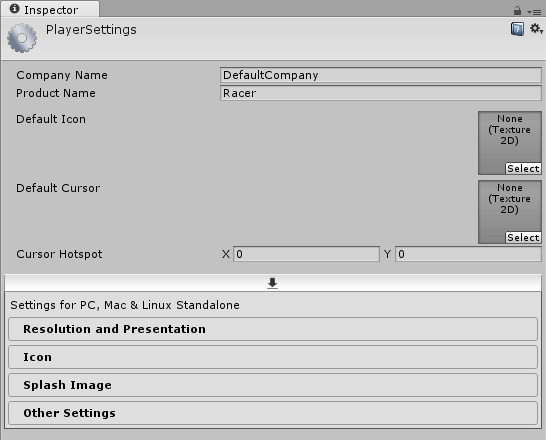 Inspector
PlayerSettings
Company Name DefaultCompany
Product Name Racer
Default Icon
None
(Texture
2D)
Select
Default Cursor
None
(Texture
2D)
Select
Cursor Hotspot X 0 Y 0
Settings for PC, Mac & Linux Standalone
Resolution and Presentation
Icon
Splash Image
Other Settings